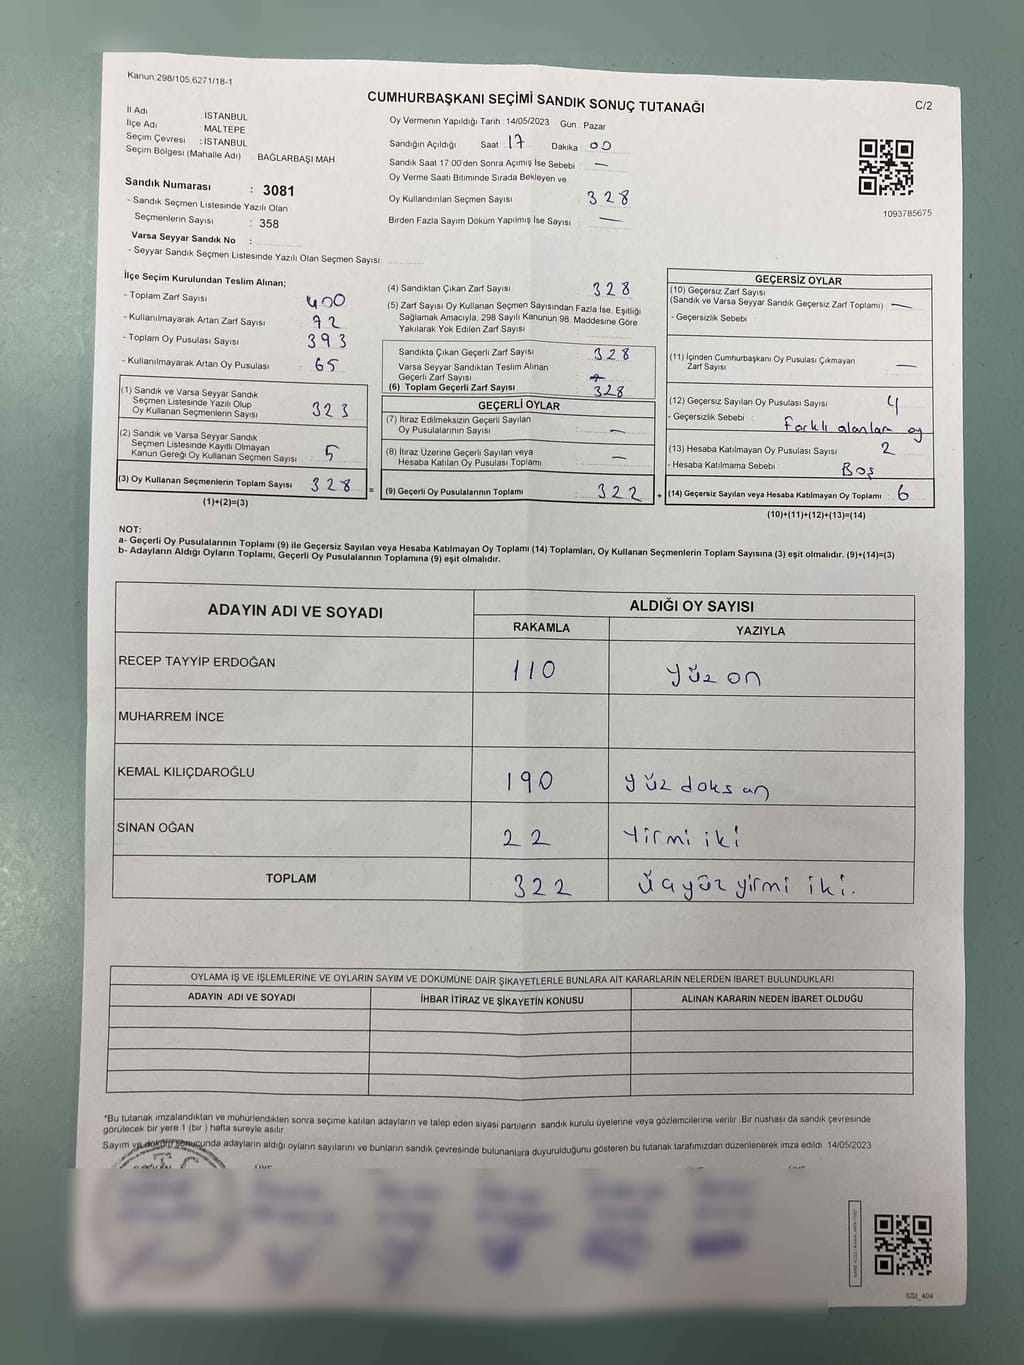 Kanun.298/105,6271/18-1
CUMHURBAŞKANI SEÇİMİ SANDIK SONUÇ TUTANAĞI
C/2
İl Adı : İSTANBUL
İlçe Adı : MALTEPE
Seçim Çevresi : İSTANBUL
Seçim Bölgesi (Mahalle Adı) : BAĞLARBAŞI MAH
Sandık Numarası : 3081
- Sandık Seçmen Listesinde Yazılı Olan
Seçmenlerin Sayısı : 358
Varsa Seyyar Sandık No :
- Seyyar Sandık Seçmen Listesinde Yazılı Olan Seçmen Sayısı:
Oy Vermenin Yapıldığı Tarih : 14/05/2023 Gün : Pazar
Sandığın Açıldığı Saat : 17 Dakika : 00
Sandık Saat 17:00'den Sonra Açımış İse Sebebi : —
Oy Verme Saati Bitiminde Sırada Bekleyen ve
Oy Kullandırılan Seçmen Sayısı : 328
Birden Fazla Sayım Döküm Yapılmış İse Sayısı : —
1093785675
İlçe Seçim Kurulundan Teslim Alınan;
- Toplam Zarf Sayısı : 400
- Kullanılmayarak Artan Zarf Sayısı : 92
- Toplam Oy Pusulası Sayısı : 393
- Kullanılmayarak Artan Oy Pusulası : 65
(1) Sandık ve Varsa Seyyar Sandık
Seçmen Listesinde Yazılı Olup
Oy Kullanan Seçmenlerin Sayısı : 323
(2) Sandık ve Varsa Seyyar Sandık
Seçmen Listesinde Kayıtlı Olmayan
Kanun Gereği Oy Kullanan Seçmen Sayısı : 5
(3) Oy Kullanan Seçmenlerin Toplam Sayısı : 328 =
(1)+(2)=(3)
(4) Sandıktan Çıkan Zarf Sayısı : 328
(5) Zarf Sayısı Oy Kullanan Seçmen Sayısından Fazla İse, Eşitliği
Sağlamak Amacıyla, 298 Sayılı Kanunun 98. Maddesine Göre
Yakılarak Yok Edilen Zarf Sayısı :
Sandıkta Çıkan Geçerli Zarf Sayısı : 328
Varsa Seyyar Sandıktan Teslim Alınan
Geçerli Zarf Sayısı :
(6) Toplam Geçerli Zarf Sayısı : 328
GEÇERLİ OYLAR
(7) İtiraz Edilmeksizin Geçerli Sayılan
Oy Pusulalarının Sayısı : —
(8) İtiraz Üzerine Geçerli Sayılan veya
Hesaba Katılan Oy Pusulası Toplamı : —
(9) Geçerli Oy Pusulalarının Toplamı : 322 +
GEÇERSİZ OYLAR
(10) Geçersiz Zarf Sayısı
(Sandık ve Varsa Seyyar Sandık Geçersiz Zarf Toplamı) : —
- Geçersizlik Sebebi :
(11) İçinden Cumhurbaşkanı Oy Pusulası Çıkmayan
Zarf Sayısı : —
(12) Geçersiz Sayılan Oy Pusulası Sayısı : 4
- Geçersizlik Sebebi : Farklı alanlar oy
(13) Hesaba Katılmayan Oy Pusulası Sayısı : 2
- Hesaba Katılmama Sebebi : Boş
(14) Geçersiz Sayılan veya Hesaba Katılmayan Oy Toplamı : 6
(10)+(11)+(12)+(13)=(14)
NOT:
a- Geçerli Oy Pusulalarının Toplamı (9) ile Geçersiz Sayılan veya Hesaba Katılmayan Oy Toplamı (14) Toplamları, Oy Kullanan Seçmenlerin Toplam Sayısına (3) eşit olmalıdır. (9)+(14)=(3)
b- Adayların Aldığı Oyların Toplamı, Geçerli Oy Pusulalarının Toplamına (9) eşit olmalıdır.
ADAYIN ADI VE SOYADI ALDIĞI OY SAYISI
RAKAMLA YAZIYLA
RECEP TAYYİP ERDOĞAN 110 Yüz on
MUHARREM İNCE
KEMAL KILIÇDAROĞLU 190 yüz doksan
SİNAN OĞAN 22 Yirmi iki
TOPLAM 322 üçyüz yirmi iki.
OYLAMA İŞ VE İŞLEMLERİNE VE OYLARIN SAYIM VE DÖKÜMÜNE DAİR ŞİKAYETLERLE BUNLARA AİT KARARLARIN NELERDEN İBARET BULUNDUKLARI
ADAYIN ADI VE SOYADI İHBAR İTİRAZ VE ŞİKAYETİN KONUSU ALINAN KARARIN NEDEN İBARET OLDUĞU
*Bu tutanak imzalandıktan ve mühürlendikten sonra seçime katılan adayların ve talep eden siyasi partilerin sandık kurulu üyelerine veya gözlemcilerine verilir. Bir nüshası da sandık çevresinde
görülecek bir yere 1 (bir ) hafta süreyle asılır.
Sayım ve döküm sonucunda adayların aldığı oyların sayılarını ve bunların sandık çevresinde bulunanlara duyurulduğunu gösteren bu tutanak tarafımızdan düzenlenerek imza edildi. 14/05/2023
SSI_404